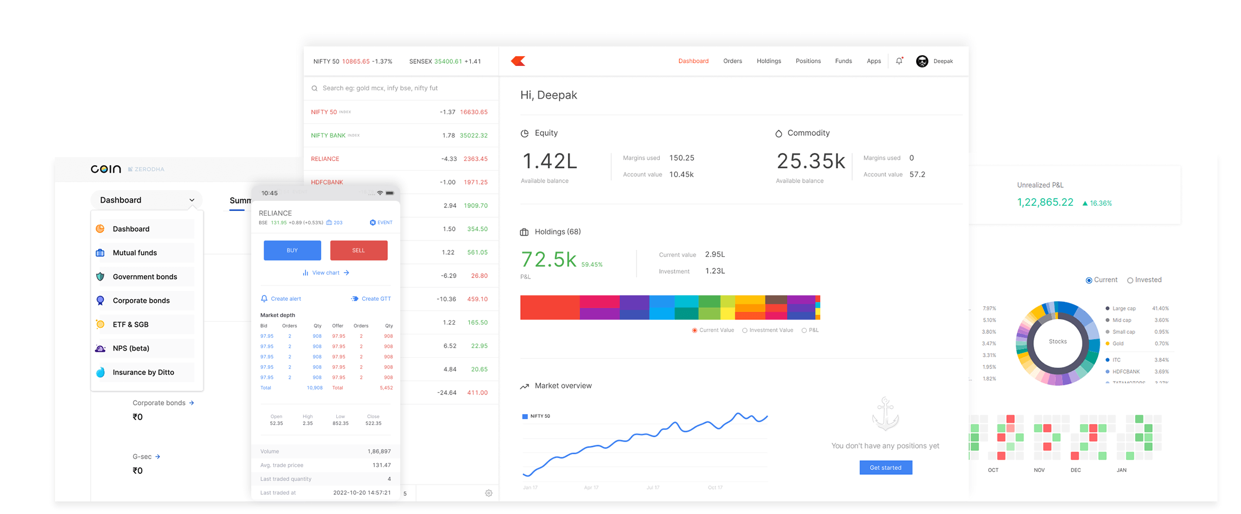 NIFTY 50 10865.65 -1.37% SENSEX 35400.61 +1.41
Dashboard Orders Holdings Positions Funds Apps Deepak
Search eg: gold mcx, infy bse, nifty fut
NIFTY 50 INDEX -1.37 16630.65
NIFTY BANK INDEX 1.78 35022.32
RELIANCE -4.33 2363.45
HDFCBANK -1.00 1971.25
2.94 1909.70
1.50 354.50
1.22 561.05
-6.29 26.80
-10.36 459.10
1.22 165.50
6.52 22.95
4.84 20.65
-24.64 411.00
5
Hi, Deepak
Equity
1.42L
Available balance
Margins used 150.25
Account value 10.45k
Commodity
25.35k
Available balance
Margins used 0
Account value 57.2
Holdings (68)
72.5k 59.45%
P&L
Current value 2.95L
Investment 1.23L
Current Value Investment Value P&L
Market overview
NIFTY 50
Jan 17 Apr 17 Jul 17 Oct 17
You don't have any positions yet
Get started
COIN ZERODHA
Dashboard
Summ
Dashboard
Mutual funds
Government bonds
Corporate bonds
ETF & SGB
NPS (beta)
Insurance by Ditto
Corporate bonds →
₹0
G-sec →
₹0
10:45
RELIANCE
BSE 131.95 +0.69 (+0.53%) 203 EVENT
BUY SELL
View chart →
Create alert Create GTT
Market depth
Bid Orders Qty Offer Orders Qty
97.95 2 908 97.95 2 908
97.95 2 908 97.95 2 908
97.95 2 908 97.95 2 908
97.95 2 908 97.95 2 908
97.95 2 908 97.95 2 908
Total 10,908 Total 5,402
Open High Low Close
52.35 2.35 852.35 522.35
Volume 1,86,897
Avg. trade prices 131.47
Last traded quantity 4
Last traded at 2022-10-20 14:57:21
Unrealized P&L
1,22,865.22 ▲ 16.36%
Current Invested
7.97%
5.10%
3.60%
3.47%
3.31%
1.93%
1.82%
Stocks
Large cap 41.40%
Mid cap 3.60%
Small cap 0.95%
Gold 0.70%
ITC 3.84%
HDFCBANK 3.69%
OCT NOV DEC JAN